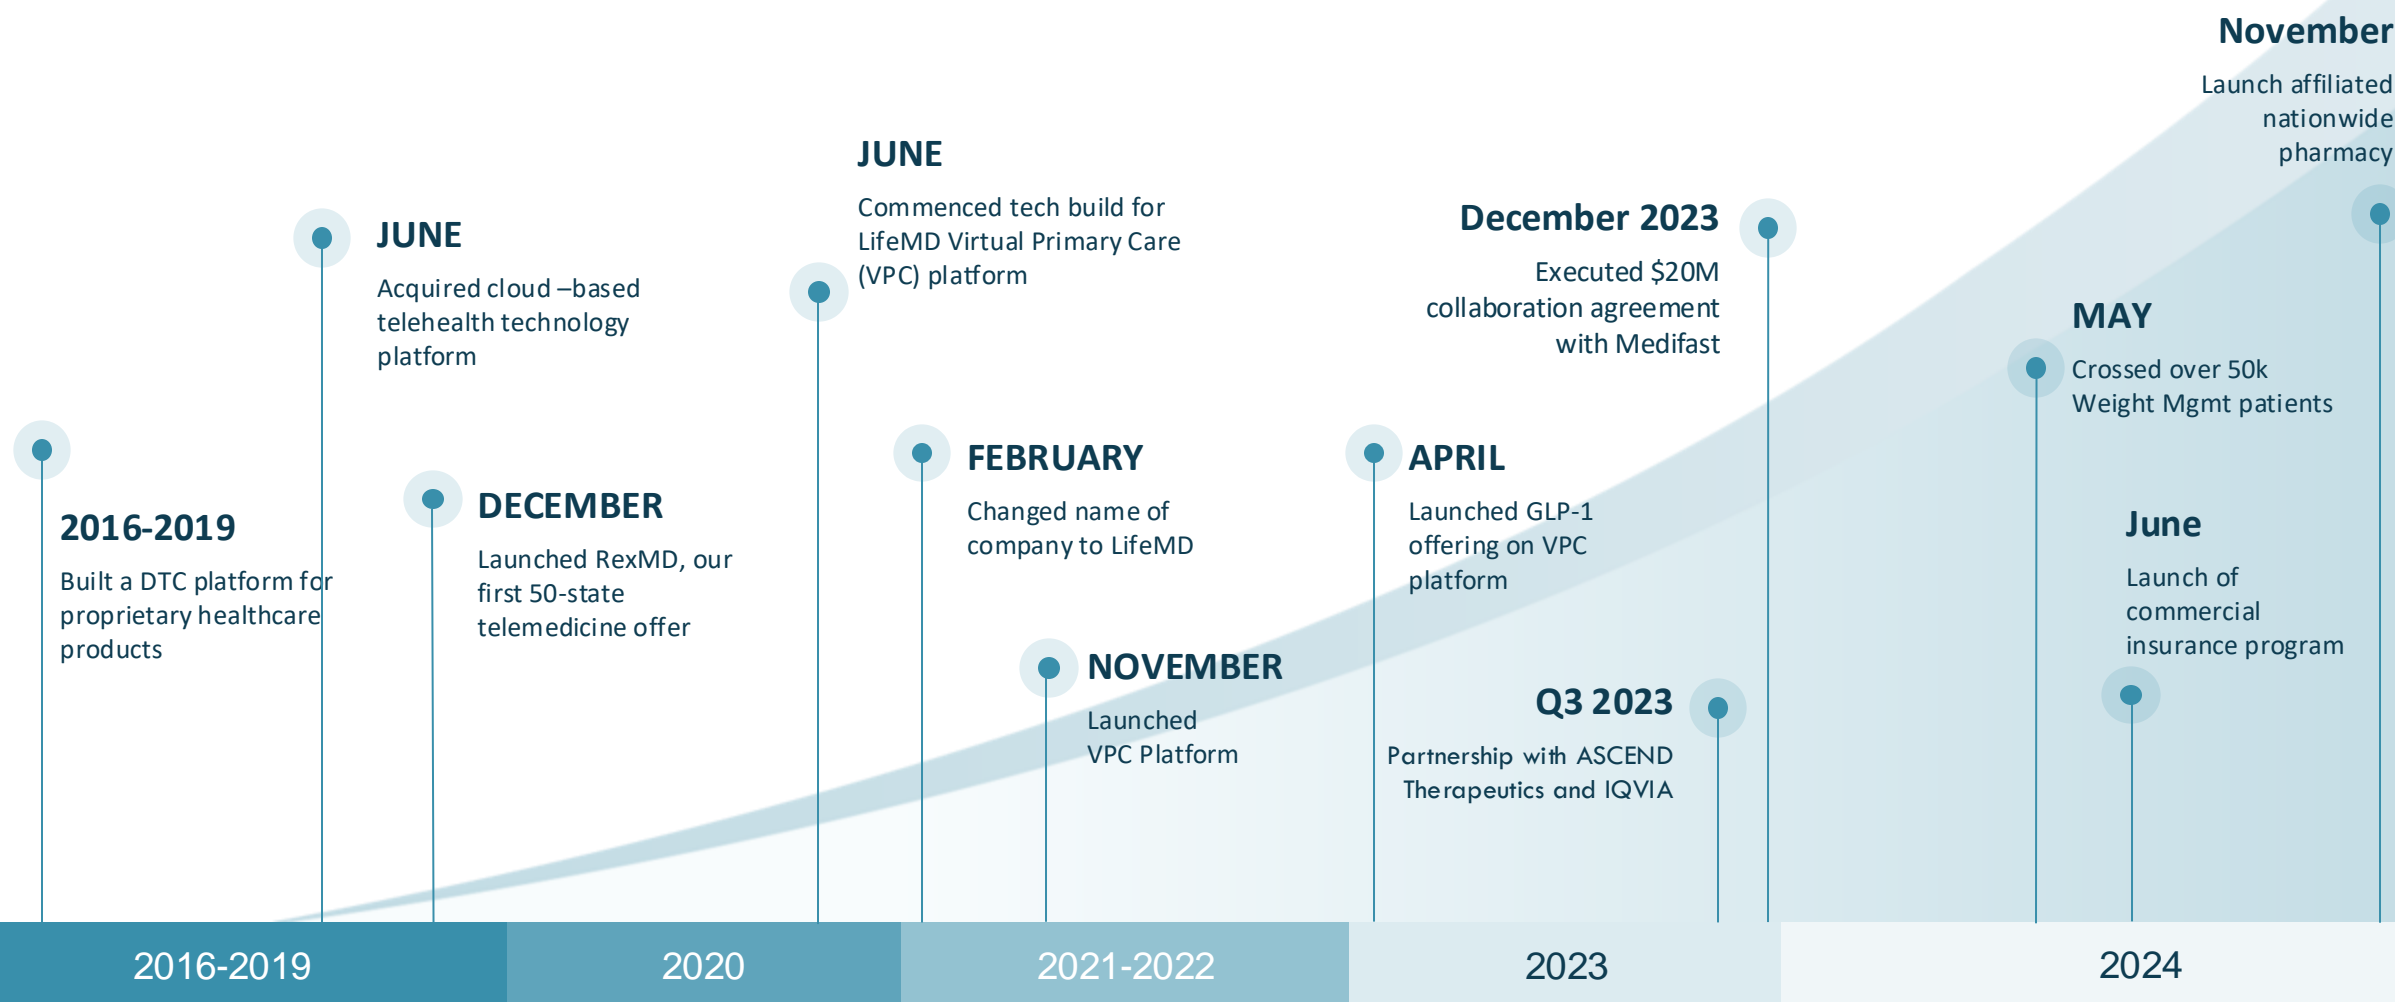 2016-2019
Built a DTC platform for
proprietary healthcare
products
JUNE
Acquired cloud –based
telehealth technology
platform
DECEMBER
Launched RexMD, our
first 50-state
telemedicine offer
JUNE
Commenced tech build for
LifeMD Virtual Primary Care
(VPC) platform
FEBRUARY
Changed name of
company to LifeMD
NOVEMBER
Launched
VPC Platform
APRIL
Launched GLP-1
offering on VPC
platform
Q3 2023
Partnership with ASCEND
Therapeutics and IQVIA
December 2023
Executed $20M
collaboration agreement
with Medifast
MAY
Crossed over 50k
Weight Mgmt patients
June
Launch of
commercial
insurance program
November
Launch affiliated
nationwide
pharmacy
2016-2019
2020
2021-2022
2023
2024